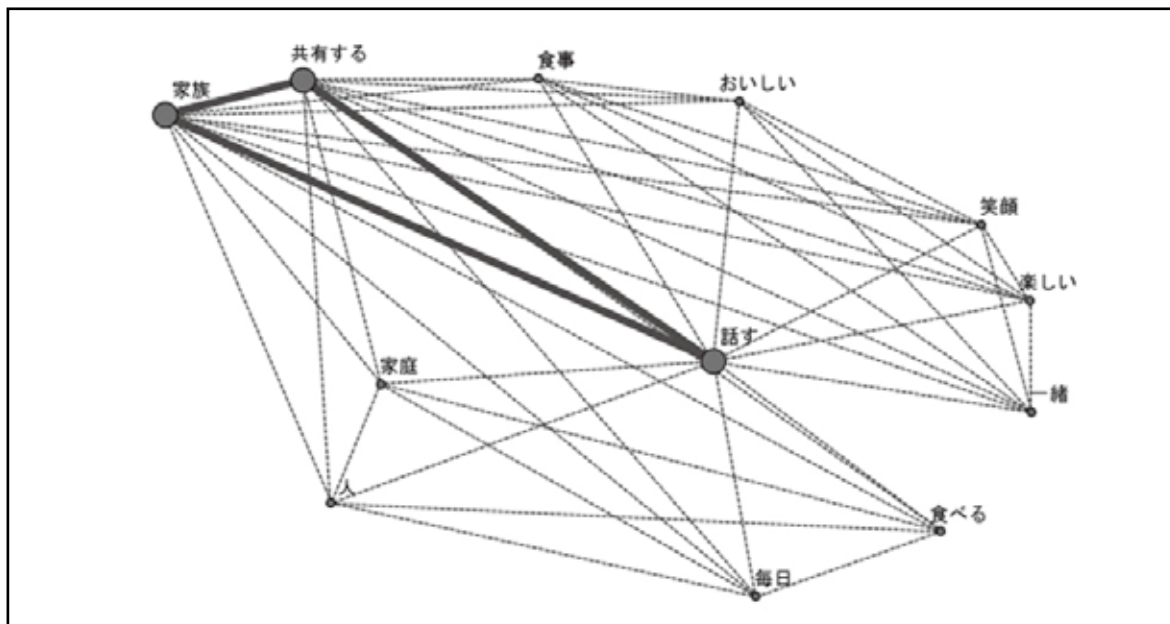 共有する
食事
家族
おいしい
笑顔
楽しい
話す
家庭
一緒
人
食べる
毎日